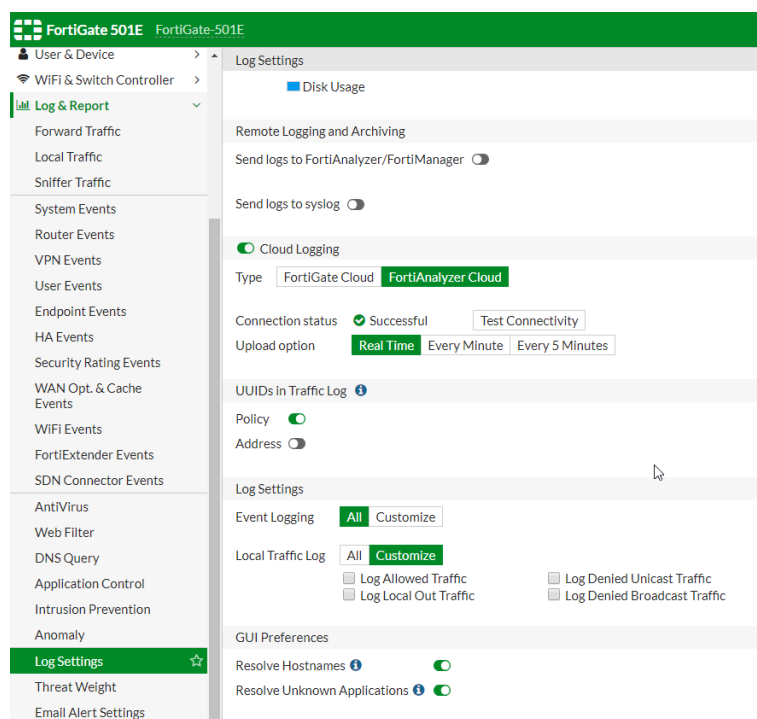 FortiGate 501E FortiGate-501E
User & Device
WiFi & Switch Controller
Log & Report
Forward Traffic
Local Traffic
Sniffer Traffic
System Events
Router Events
VPN Events
User Events
Endpoint Events
HA Events
Security Rating Events
WAN Opt. & Cache
Events
WiFi Events
FortiExtender Events
SDN Connector Events
AntiVirus
Web Filter
DNS Query
Application Control
Intrusion Prevention
Anomaly
Log Settings
Threat Weight
Email Alert Settings
Log Settings
Disk Usage
Remote Logging and Archiving
Send logs to FortiAnalyzer/FortiManager
Send logs to syslog
Cloud Logging
Type FortiGate Cloud FortiAnalyzer Cloud
Connection status Successful Test Connectivity
Upload option Real Time Every Minute Every 5 Minutes
UUIDs in Traffic Log
Policy
Address
Log Settings
Event Logging All Customize
Local Traffic Log All Customize
Log Allowed Traffic Log Denied Unicast Traffic
Log Local Out Traffic Log Denied Broadcast Traffic
GUI Preferences
Resolve Hostnames
Resolve Unknown Applications